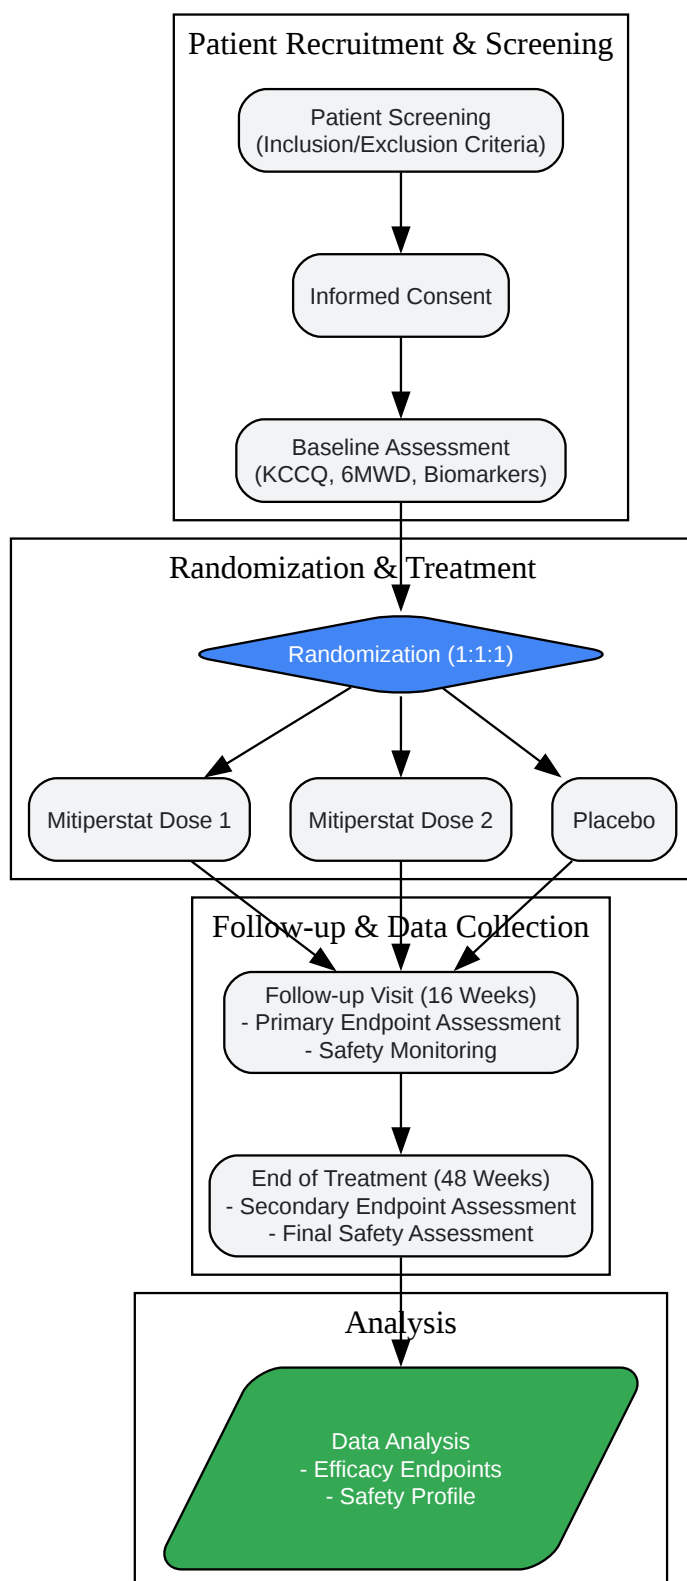 Patient Recruitment & Screening
Patient Screening
(Inclusion/Exclusion Criteria)
Informed Consent
Baseline Assessment
(KCCQ, 6MWD, Biomarkers)
Randomization & Treatment
Randomization (1:1:1)
Mitiperstat Dose 1
Mitiperstat Dose 2
Placebo
Follow-up & Data Collection
Follow-up Visit (16 Weeks)
- Primary Endpoint Assessment
- Safety Monitoring
End of Treatment (48 Weeks)
- Secondary Endpoint Assessment
- Final Safety Assessment
Analysis
Data Analysis
- Efficacy Endpoints
- Safety Profile